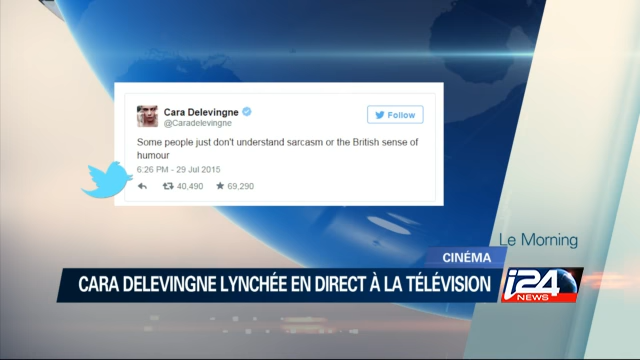 Cara Delevingne
@Caradelevingne
Follow
Some people just don't understand sarcasm or the British sense of
humour
6:26 PM - 29 Jul 2015
40,490 69,290
Le Morning
CINÉMA
CARA DELEVINGNE LYNCHÉE EN DIRECT À LA TÉLÉVISION
i24
NEWS